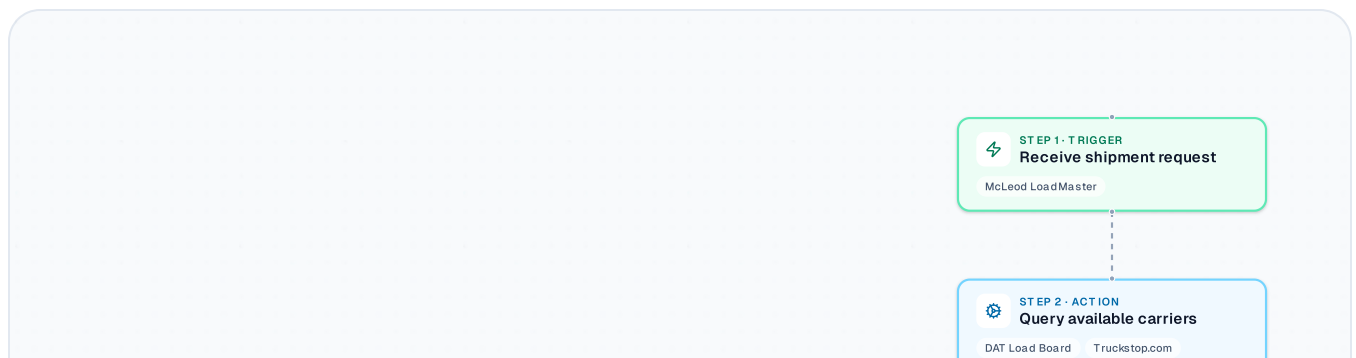 STEP 1 · TRIGGER
Receive shipment request
McLeod LoadMaster
STEP 2 · ACTION
Query available carriers
DAT Load Board Truckstop.com